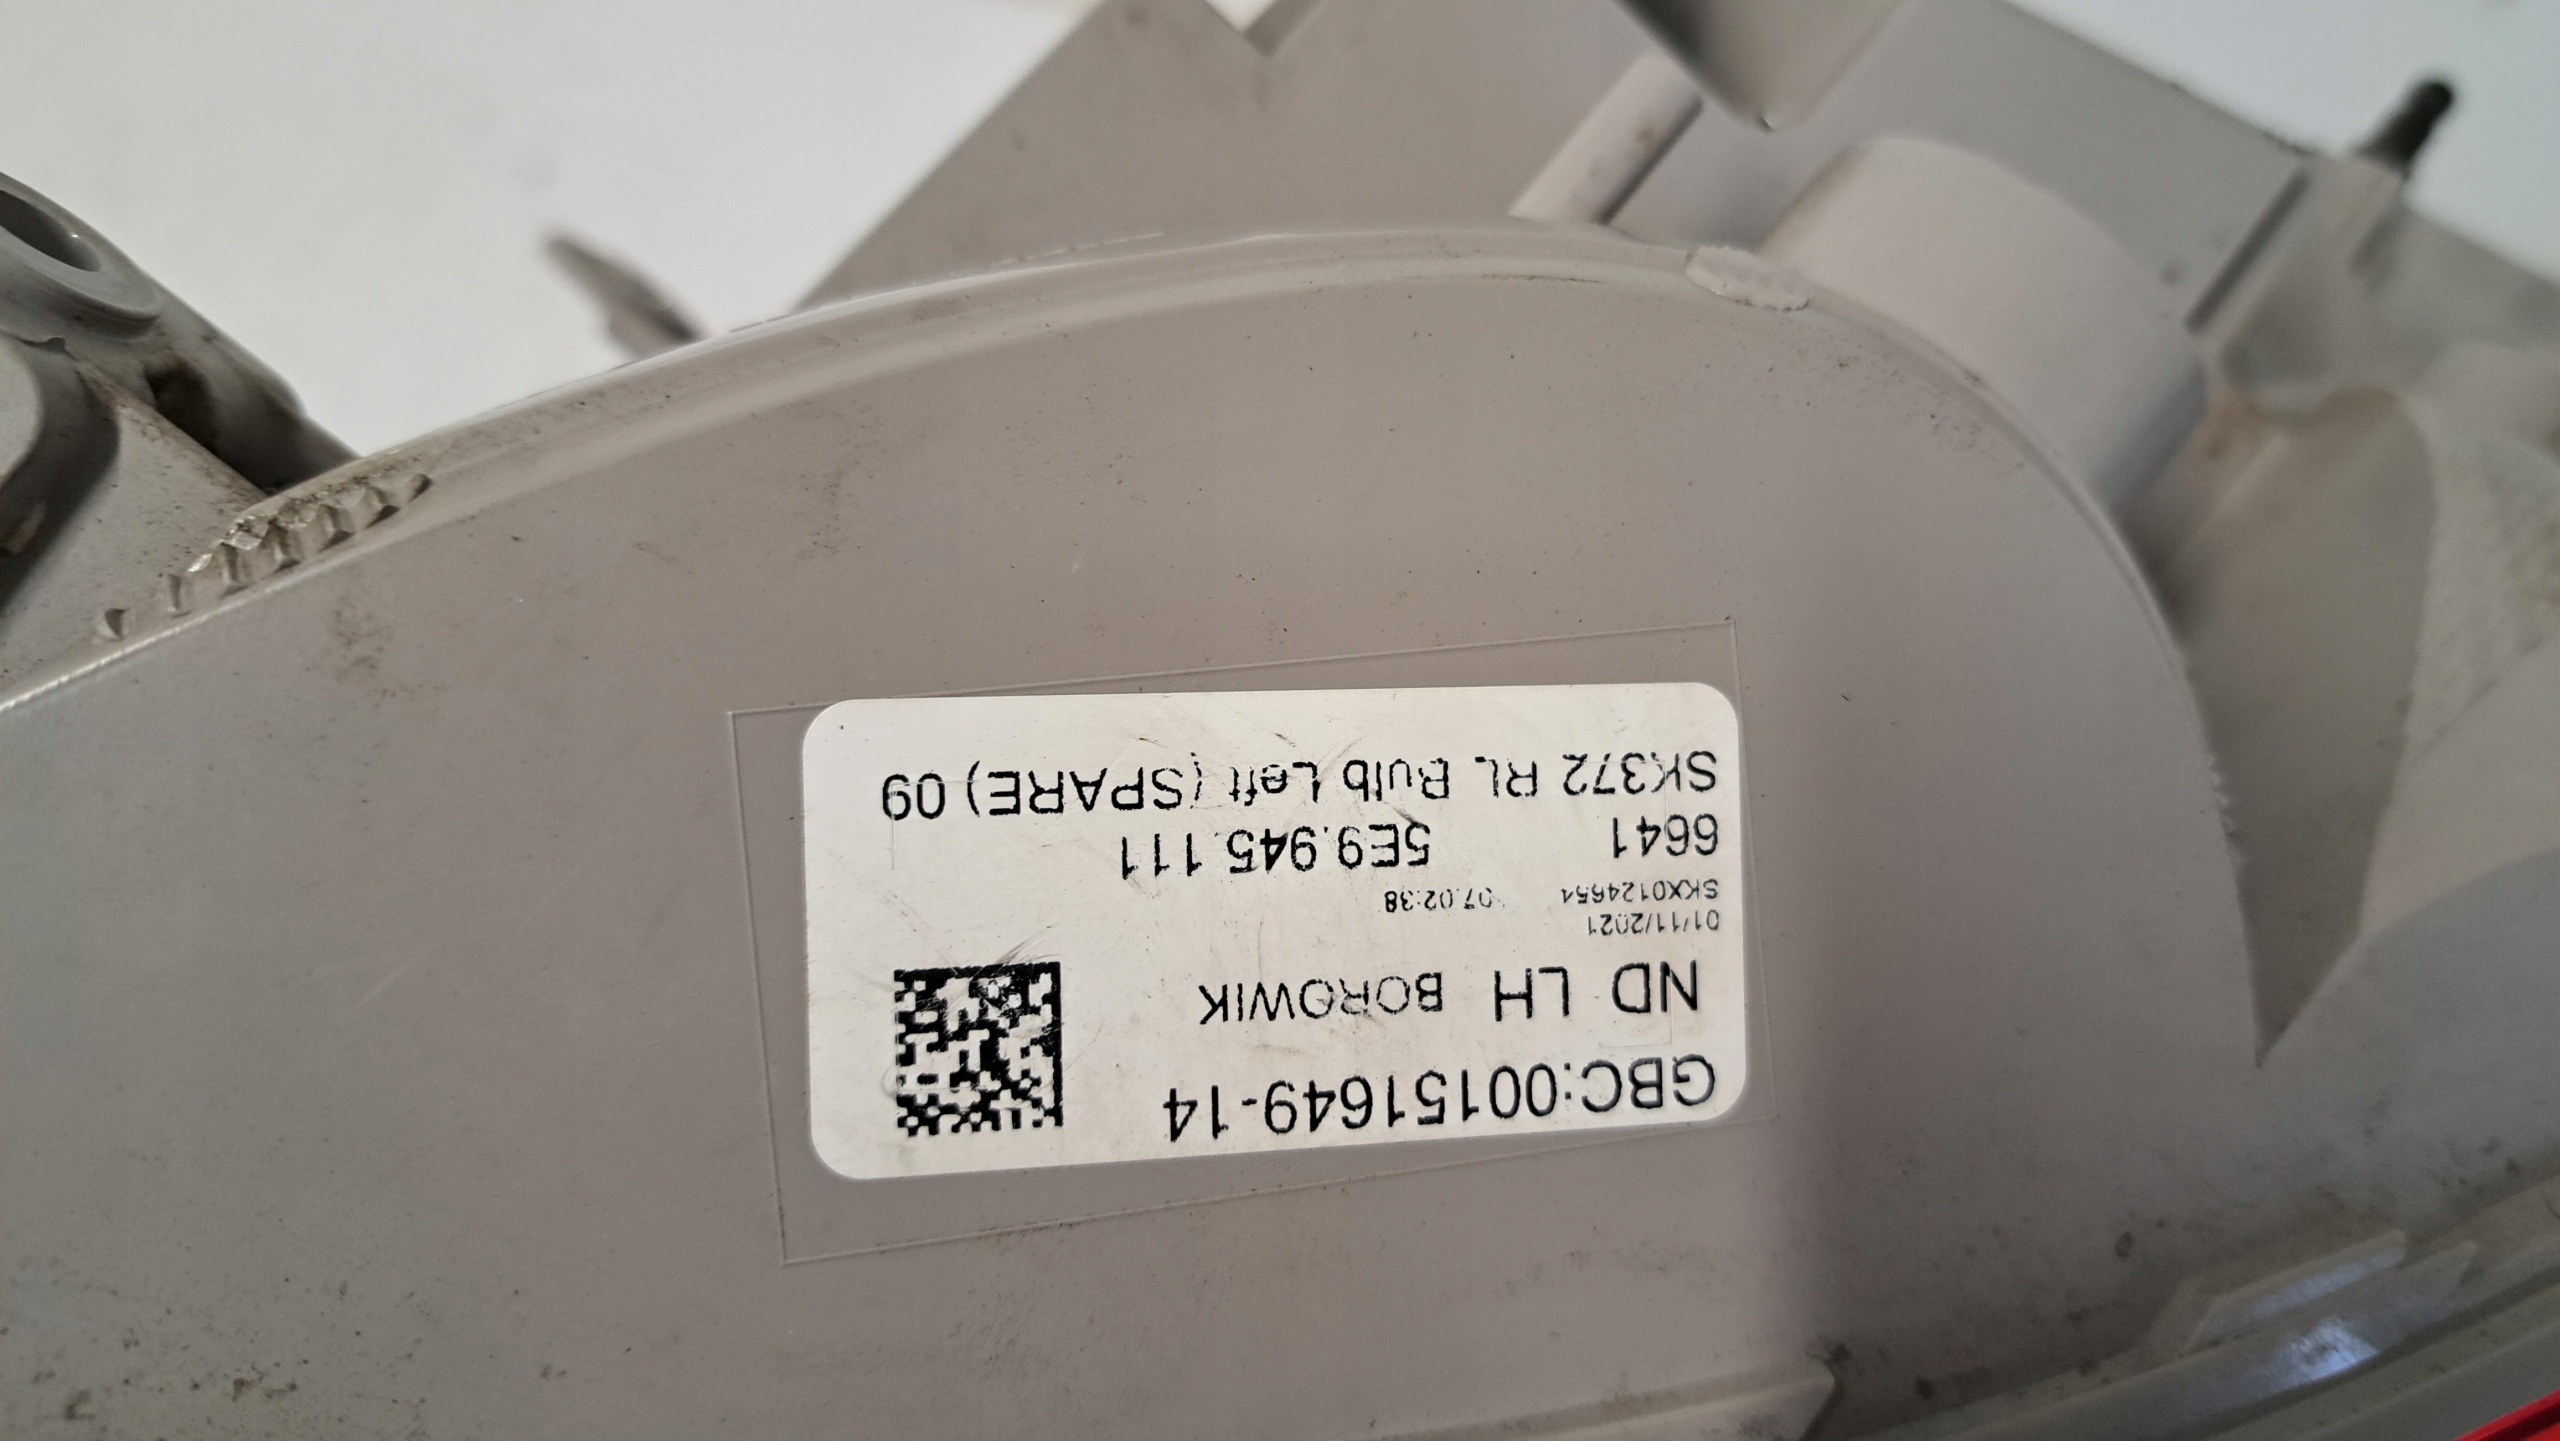 GBC:00151649-14
ND LH BOROWIK
01/11/2021
SKX0124654 07:02:38
6641 5E9.945.111
SK372 RL Bulb Left (SPARE) 09